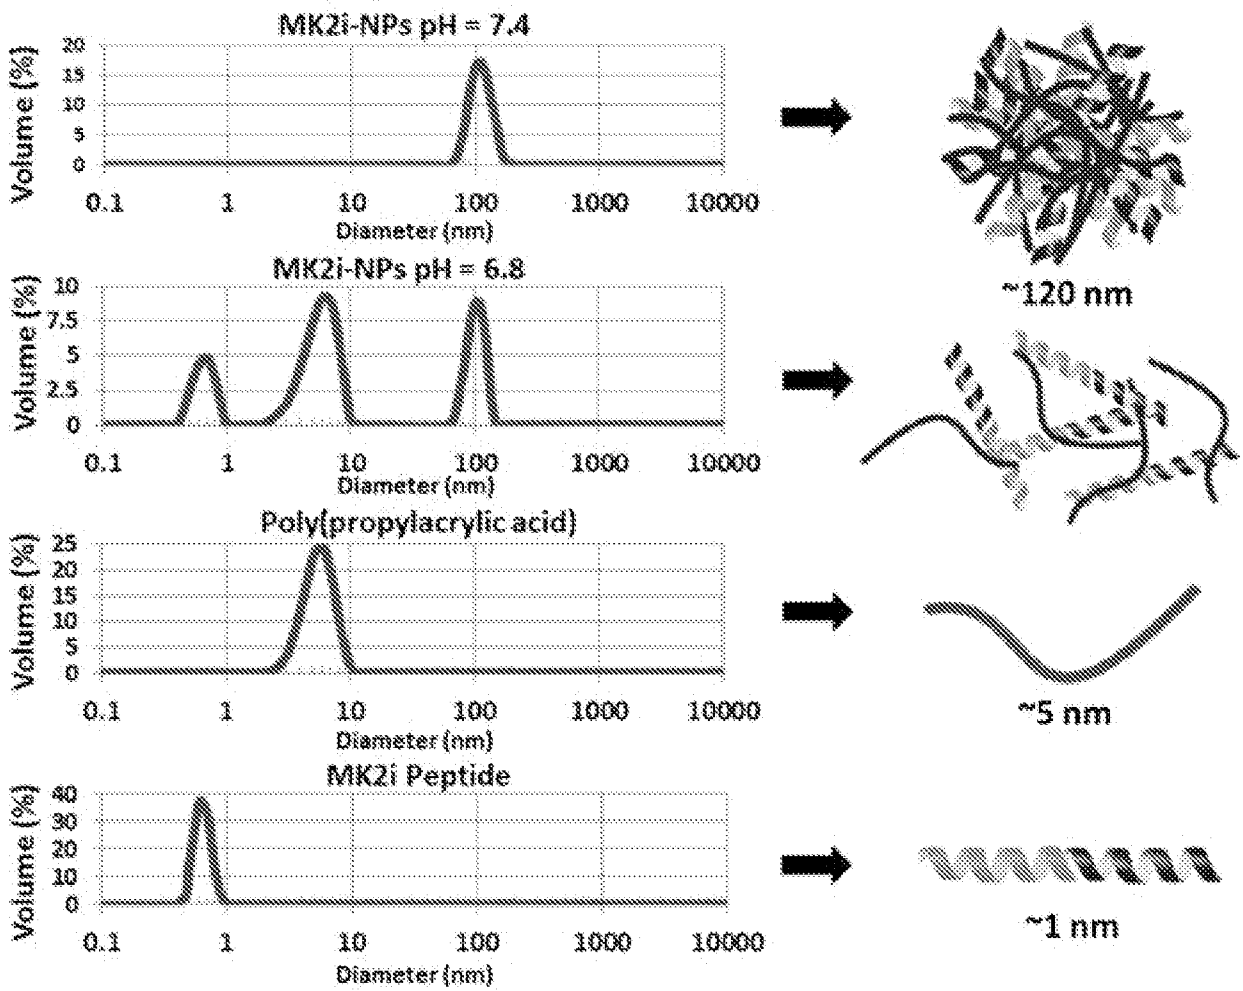 MK2i-NPs pH = 7.4
Volume (%)
20
15
10
5
0
0.1 1 10 100 1000 10000
Diameter (nm)
~120 nm
MK2i-NPs pH = 6.8
Volume (%)
10
7.5
5
2.5
0
0.1 1 10 100 1000 10000
Diameter (nm)
Poly(propylacrylic acid)
Volume (%)
25
20
15
10
5
0
0.1 1 10 100 1000 10000
Diameter (nm)
~5 nm
MK2i Peptide
Volume (%)
40
30
20
10
0
0.1 1 10 100 1000 10000
Diameter (nm)
~1 nm